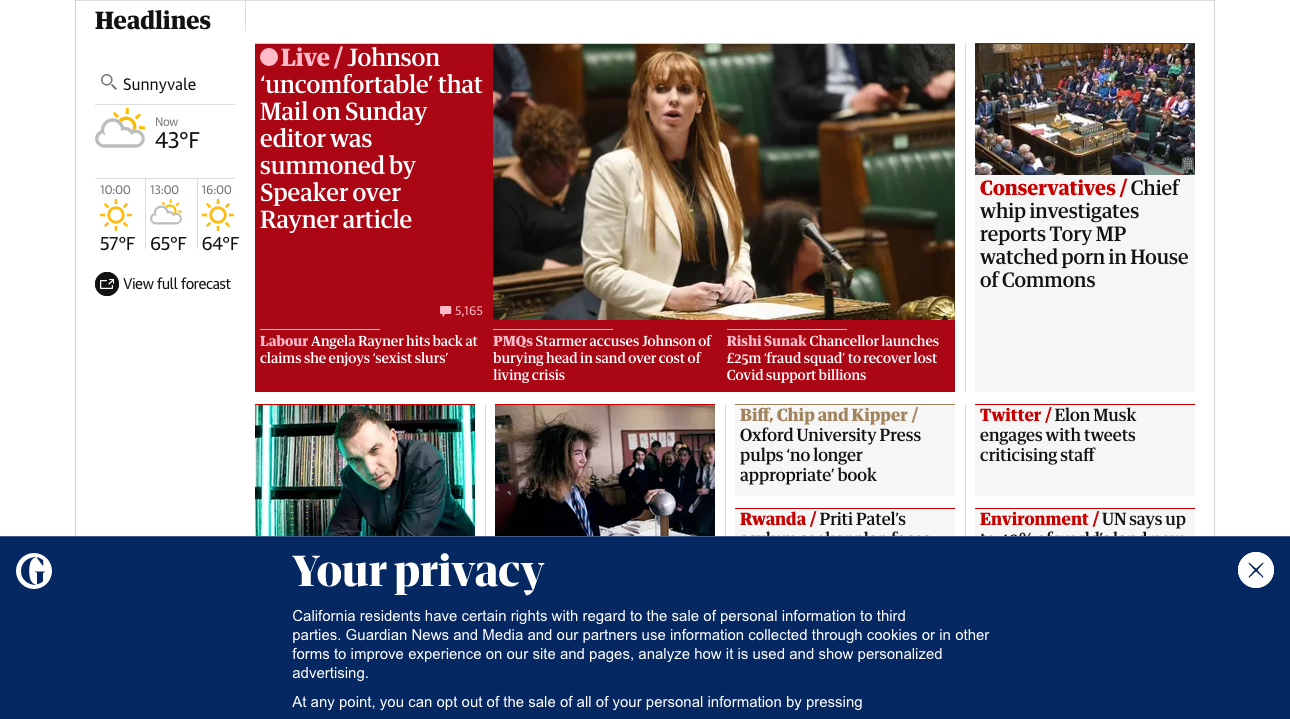 Headlines
Sunnyvale
Now
43°F
10:00
13:00
16:00
57°F
65°F
64°F
View full forecast
Live / Johnson
‘uncomfortable’ that
Mail on Sunday
editor was
summoned by
Speaker over
Rayner article
5,165
Labour Angela Rayner hits back at
claims she enjoys ‘sexist slurs’
PMQs Starmer accuses Johnson of
burying head in sand over cost of
living crisis
Rishi Sunak Chancellor launches
£25m ‘fraud squad’ to recover lost
Covid support billions
Conservatives / Chief
whip investigates
reports Tory MP
watched porn in House
of Commons
Biff, Chip and Kipper /
Oxford University Press
pulps ‘no longer
appropriate’ book
Twitter / Elon Musk
engages with tweets
criticising staff
Rwanda / Priti Patel’s
Environment / UN says up
Your privacy
California residents have certain rights with regard to the sale of personal information to third
parties. Guardian News and Media and our partners use information collected through cookies or in other
forms to improve experience on our site and pages, analyze how it is used and show personalized
advertising.
At any point, you can opt out of the sale of all of your personal information by pressing